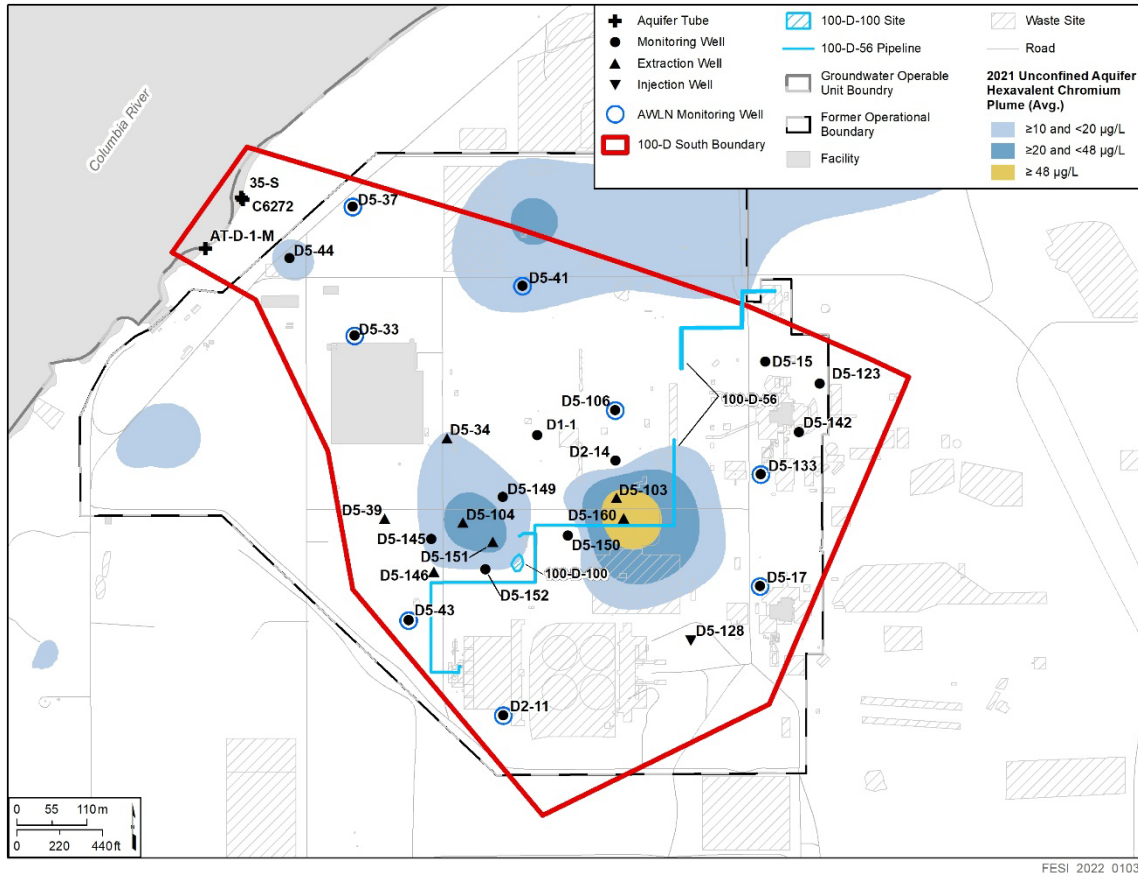 Aquifer Tube
Monitoring Well
Extraction Well
Injection Well
AWLN Monitoring Well
100-D South Boundary
100-D-100 Site
100-D-56 Pipeline
Groundwater Operable
Unit Boundry
Former Operational
Boundary
Facility
Waste Site
Road
2021 Unconfined Aquifer
Hexavalent Chromium
Plume (Avg.)
≥10 and <20 µg/L
≥20 and <48 µg/L
≥ 48 µg/L
Columbia River
35-S
C6272
D5-37
AT-D-1-M
D5-44
D5-41
D5-33
D5-15
D5-123
D5-106
100-D-56
D5-34
D1-1
D5-142
D2-14
D5-133
D5-149
D5-103
D5-39
D5-104
D5-160
D5-145
D5-151
D5-150
D5-146
100-D-100
D5-152
D5-17
D5-43
D5-128
D2-11
0 55 110 m
0 220 440 ft
FESI_2022_0103